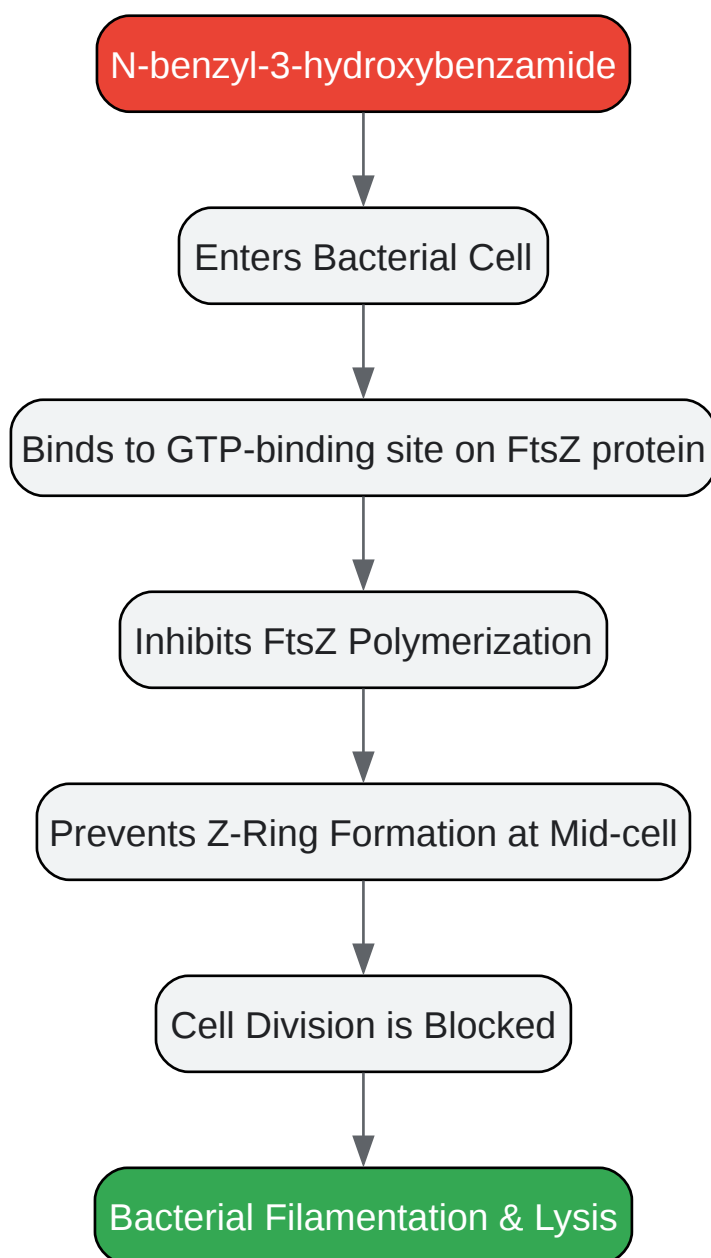 N-benzyl-3-hydroxybenzamide
Enters Bacterial Cell
Binds to GTP-binding site on FtsZ protein
Inhibits FtsZ Polymerization
Prevents Z-Ring Formation at Mid-cell
Cell Division is Blocked
Bacterial Filamentation & Lysis